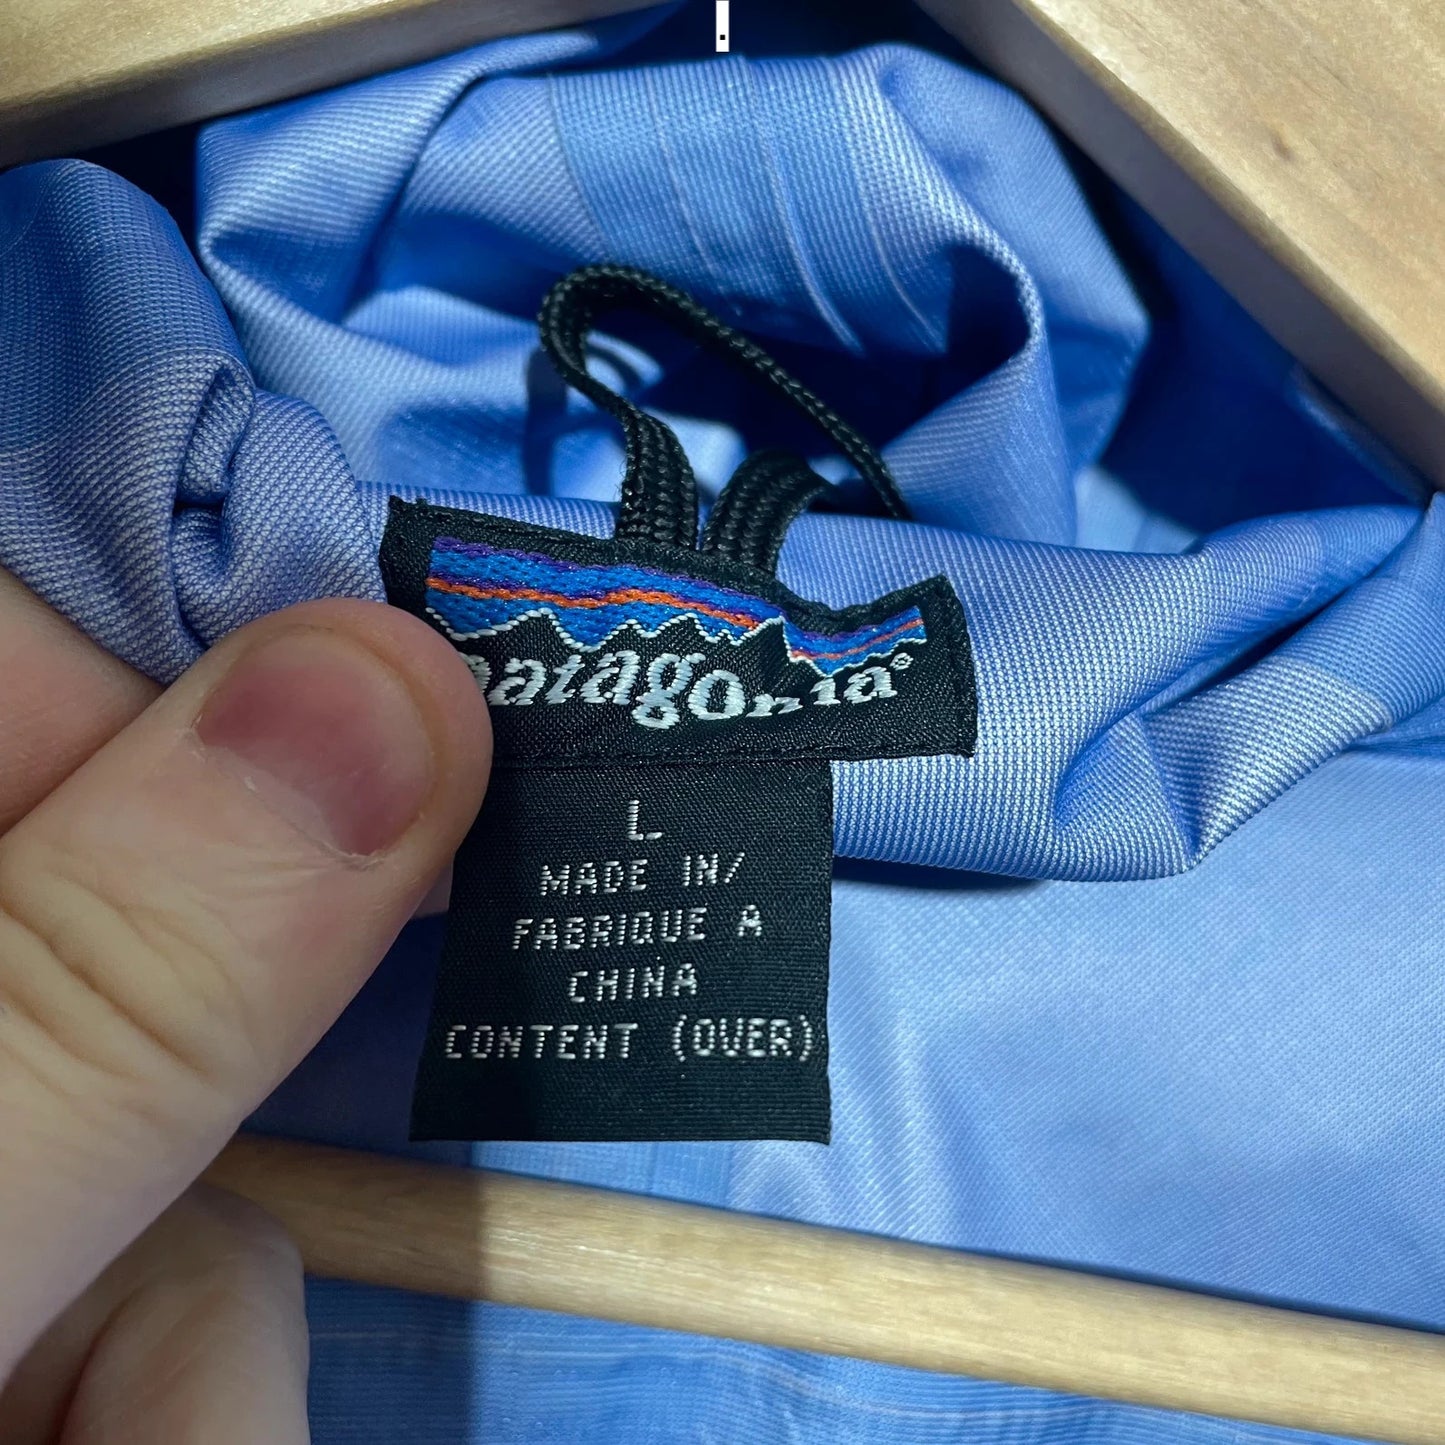 .
patagonia®
L
MADE IN/
FABRIQUE A
CHINA
CONTENT (OVER)